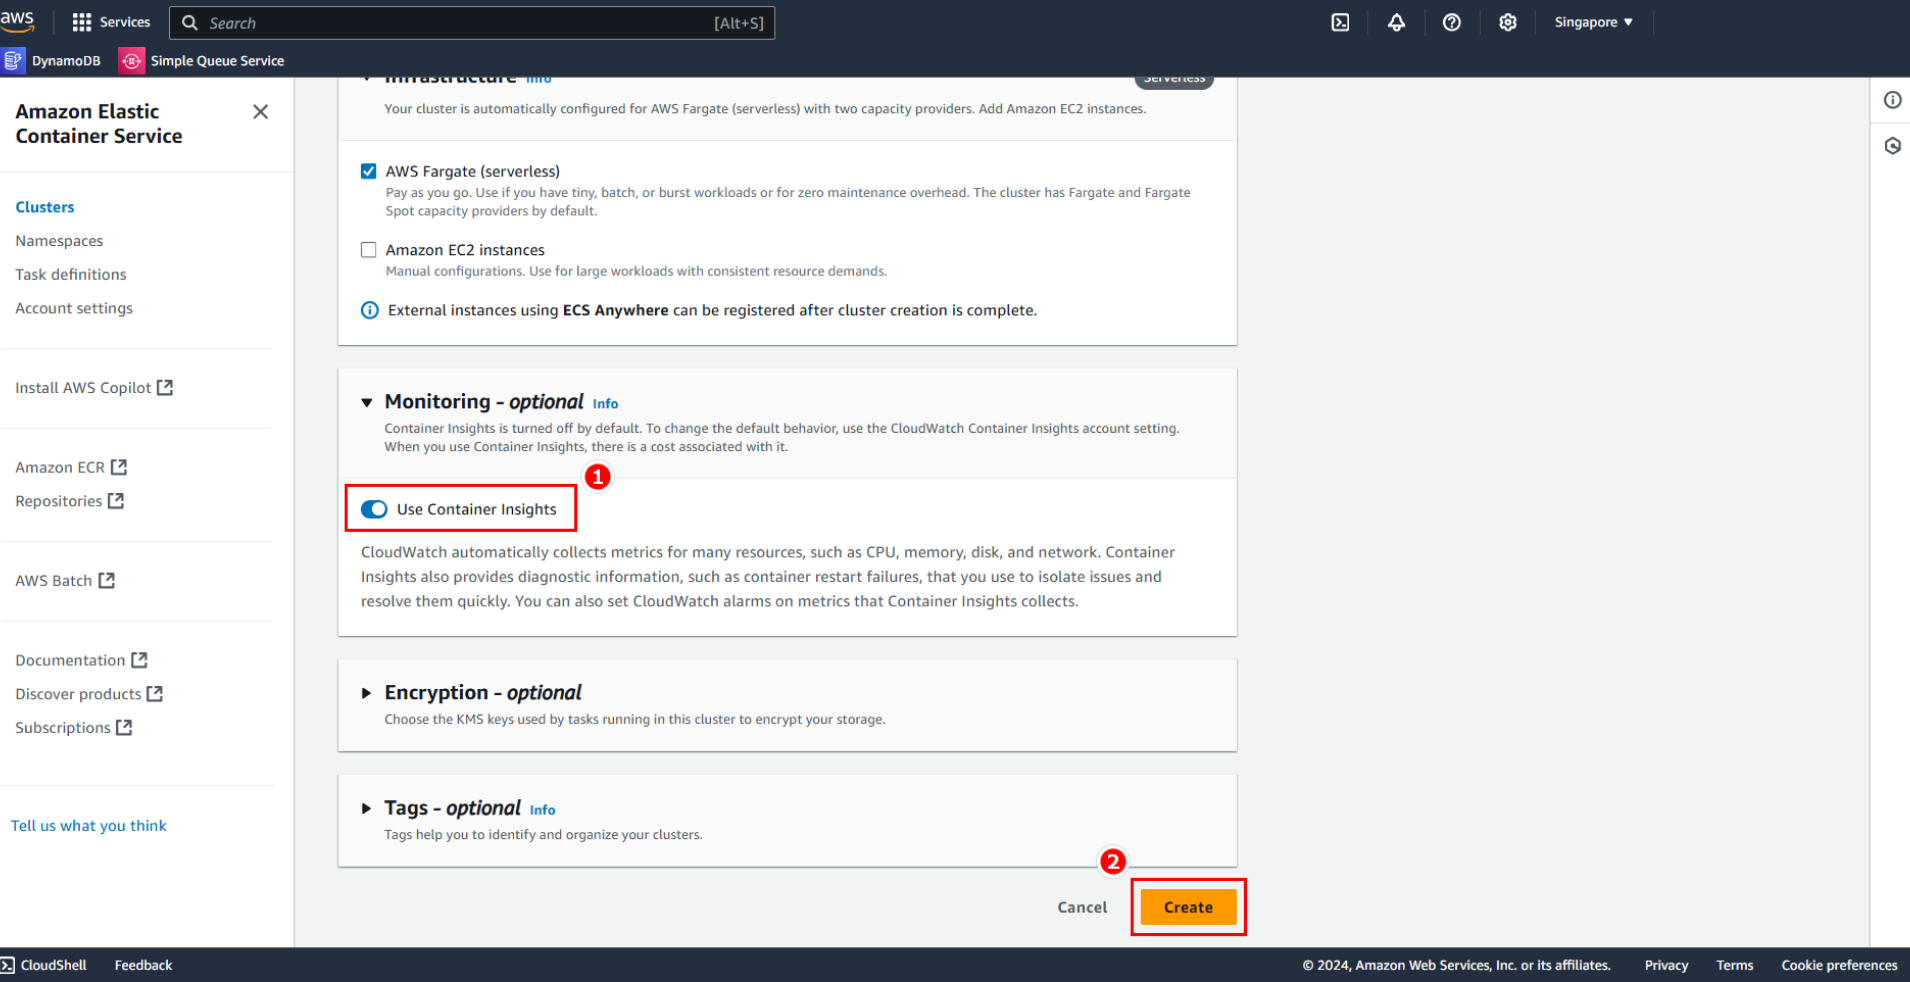 aws
Services
Search
[Alt+S]
Singapore
DynamoDB
Simple Queue Service
Amazon Elastic
Container Service
Clusters
Namespaces
Task definitions
Account settings
Install AWS Copilot
Amazon ECR
Repositories
AWS Batch
Documentation
Discover products
Subscriptions
Tell us what you think
Infrastructure Info
Serverless
Your cluster is automatically configured for AWS Fargate (serverless) with two capacity providers. Add Amazon EC2 instances.
AWS Fargate (serverless)
Pay as you go. Use if you have tiny, batch, or burst workloads or for zero maintenance overhead. The cluster has Fargate and Fargate
Spot capacity providers by default.
Amazon EC2 instances
Manual configurations. Use for large workloads with consistent resource demands.
External instances using ECS Anywhere can be registered after cluster creation is complete.
Monitoring - optional Info
Container Insights is turned off by default. To change the default behavior, use the CloudWatch Container Insights account setting.
When you use Container Insights, there is a cost associated with it.
1
Use Container Insights
CloudWatch automatically collects metrics for many resources, such as CPU, memory, disk, and network. Container
Insights also provides diagnostic information, such as container restart failures, that you use to isolate issues and
resolve them quickly. You can also set CloudWatch alarms on metrics that Container Insights collects.
Encryption - optional
Choose the KMS keys used by tasks running in this cluster to encrypt your storage.
Tags - optional Info
Tags help you to identify and organize your clusters.
2
Cancel
Create
CloudShell
Feedback
© 2024, Amazon Web Services, Inc. or its affiliates.
Privacy
Terms
Cookie preferences